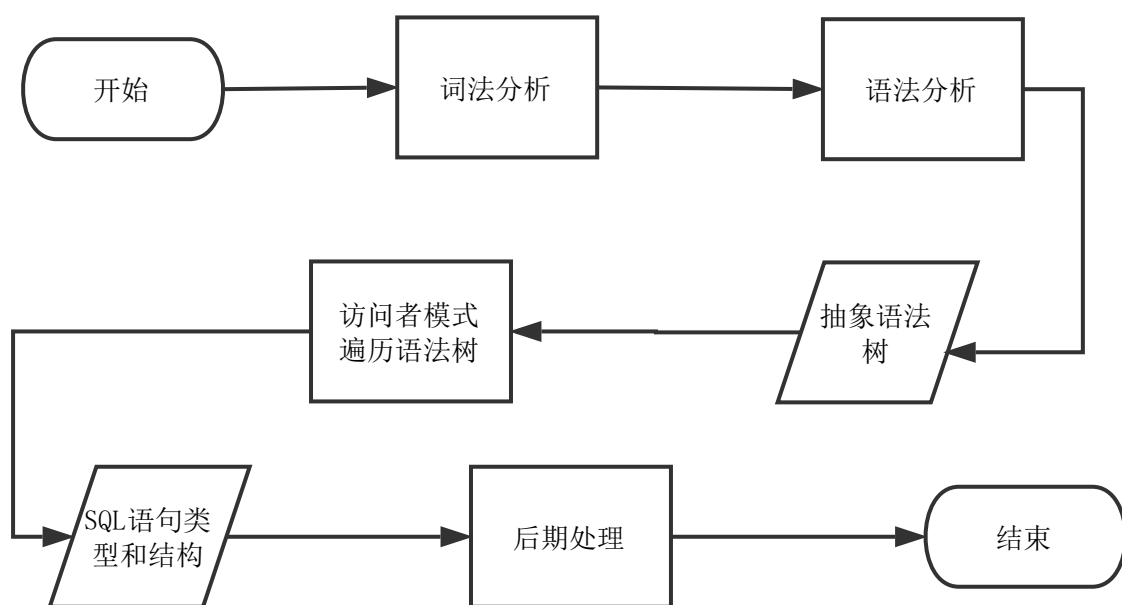 开始
词法分析
语法分析
访问者模式
遍历语法树
抽象语法
树
SQL语句类
型和结构
后期处理
结束